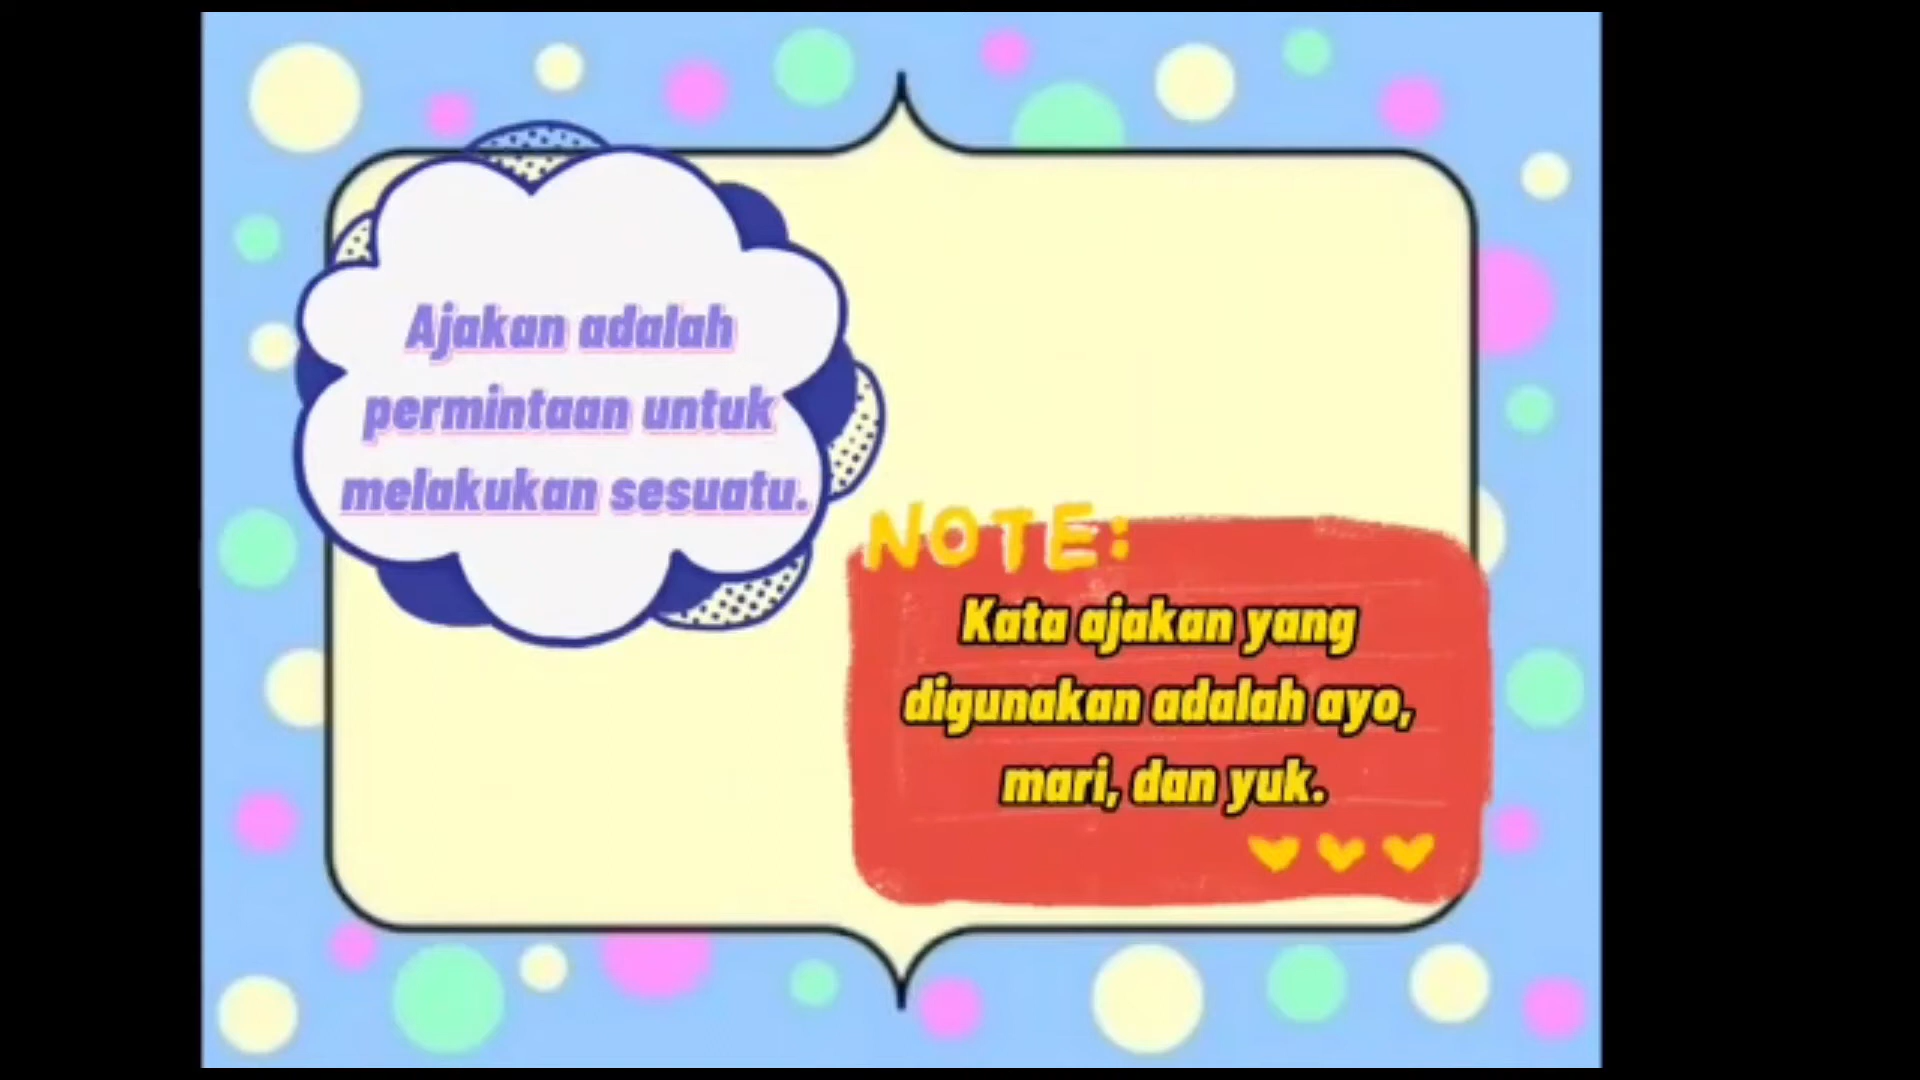 Ajakan adalah
permintaan untuk
melakukan sesuatu.
NOTE:
Kata ajakan yang
digunakan adalah ayo,
mari, dan yuk.